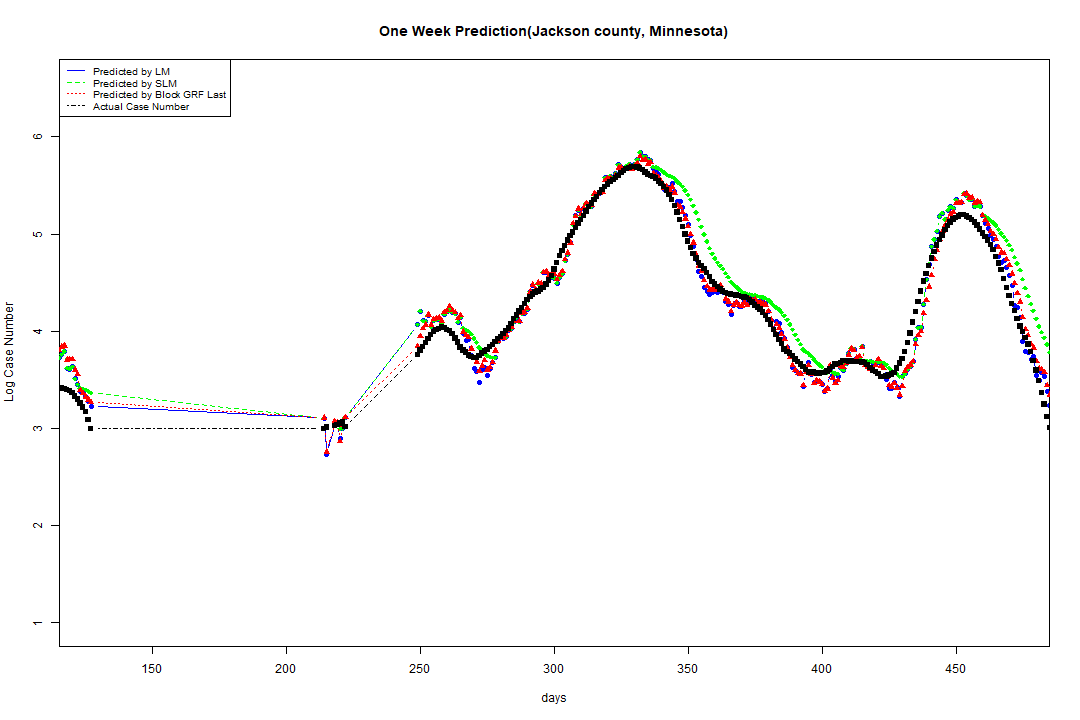 One Week Prediction(Jackson county, Minnesota)
Predicted by LM
Predicted by SLM
Predicted by Block GRF Last
Actual Case Number
Log Case Number
6
5
4
3
2
1
150 200 250 300 350 400 450
days